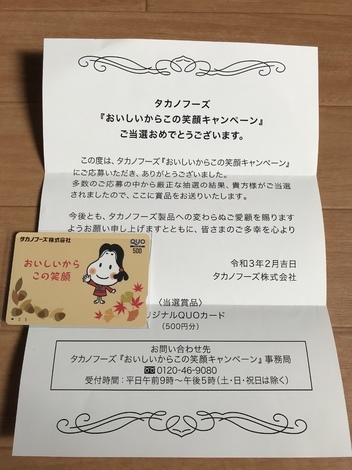 タカノフーズ
『おいしいからこの笑顔キャンペーン』
ご当選おめでとうございます。
この度は、タカノフーズ『おいしいからこの笑顔キャンペーン』
にご応募いただき、ありがとうございました。
多数のご応募の中から厳正な抽選の結果、貴方様がご当選
されましたので、ここに賞品をお送りいたします。
今後とも、タカノフーズ製品への変わらぬご愛顧を賜ります
ようお願い申し上げますとともに、皆さまのご多幸を心より
令和3年2月吉日
タカノフーズ株式会社
タカノフーズ株式会社
QUO
500
おいしいから
この笑顔
〈当選賞品〉
リジナルQUOカード
(500円分)
お問い合わせ先
タカノフーズ『おいしいからこの笑顔キャンペーン』事務局
0120-46-9080
受付時間:平日午前9時~午後5時(土・日・祝日は除く)